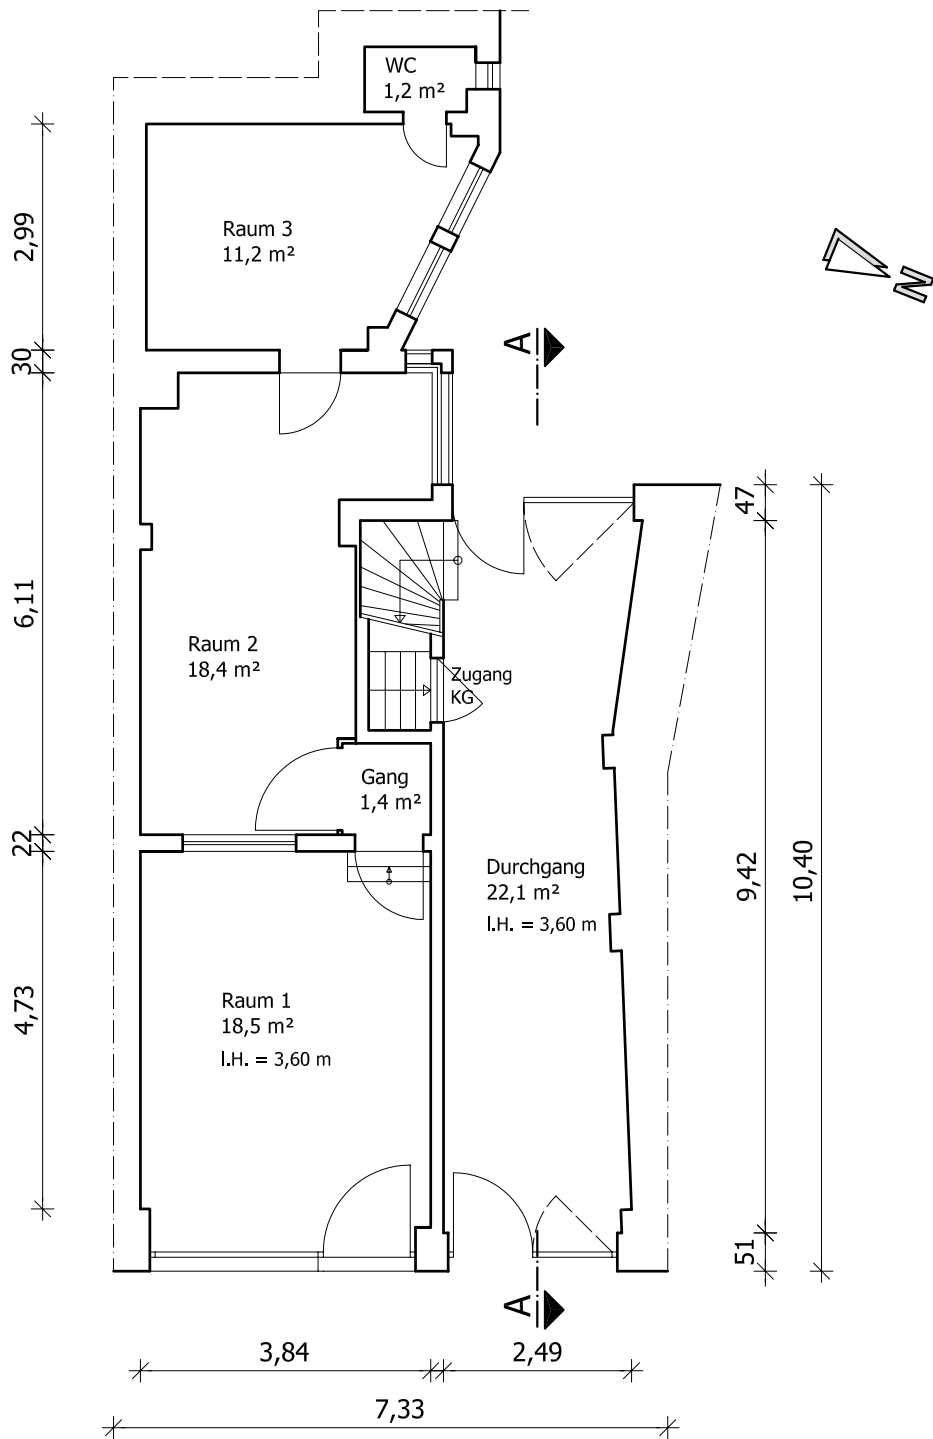 WC
1,2 m²
Raum 3
11,2 m²
N
2,99
30
A
47
6,11
Raum 2
18,4 m²
Zugang
KG
Gang
1,4 m²
22
Durchgang
22,1 m²
l.H. = 3,60 m
9,42
10,40
4,73
Raum 1
18,5 m²
l.H. = 3,60 m
51
A
3,84
2,49
7,33